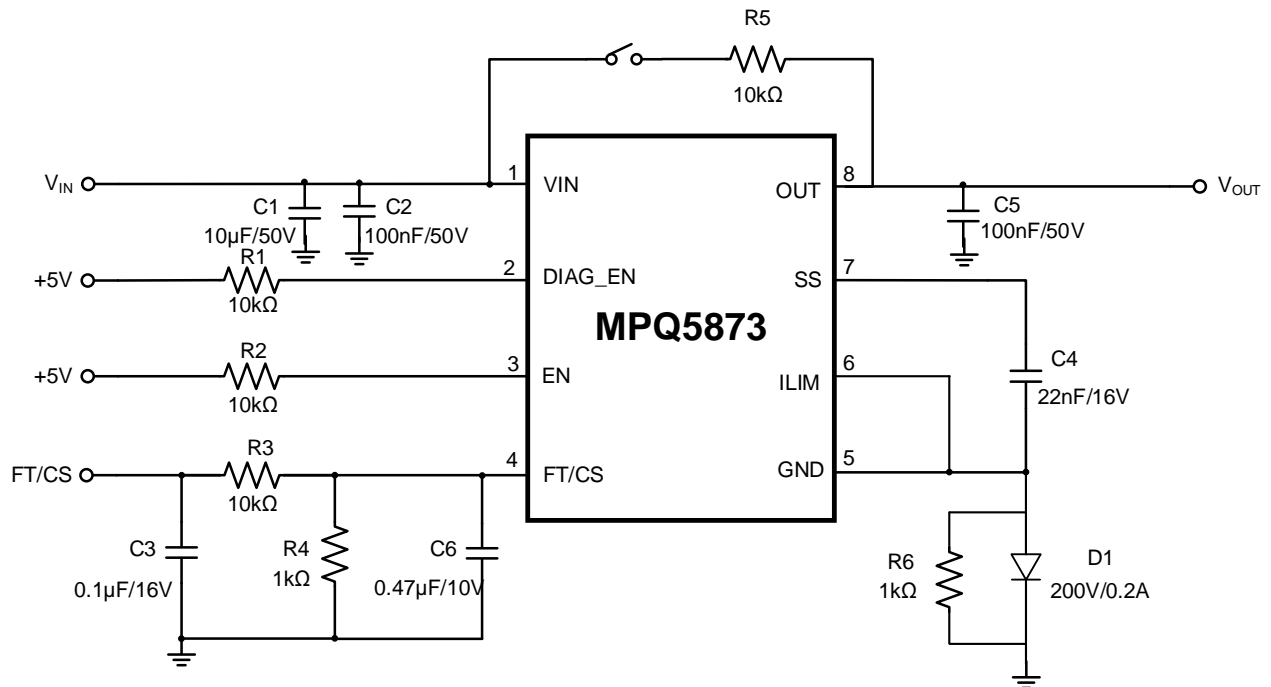 R5
10kΩ
VIN
C1
10µF/50V
C2
100nF/50V
1
VIN
OUT
8
VOUT
C5
100nF/50V
+5V
R1
10kΩ
2
DIAG_EN
SS
7
MPQ5873
+5V
R2
10kΩ
3
EN
ILIM
6
C4
22nF/16V
FT/CS
R3
10kΩ
4
FT/CS
GND
5
C3
0.1µF/16V
R4
1kΩ
C6
0.47µF/10V
R6
1kΩ
D1
200V/0.2A